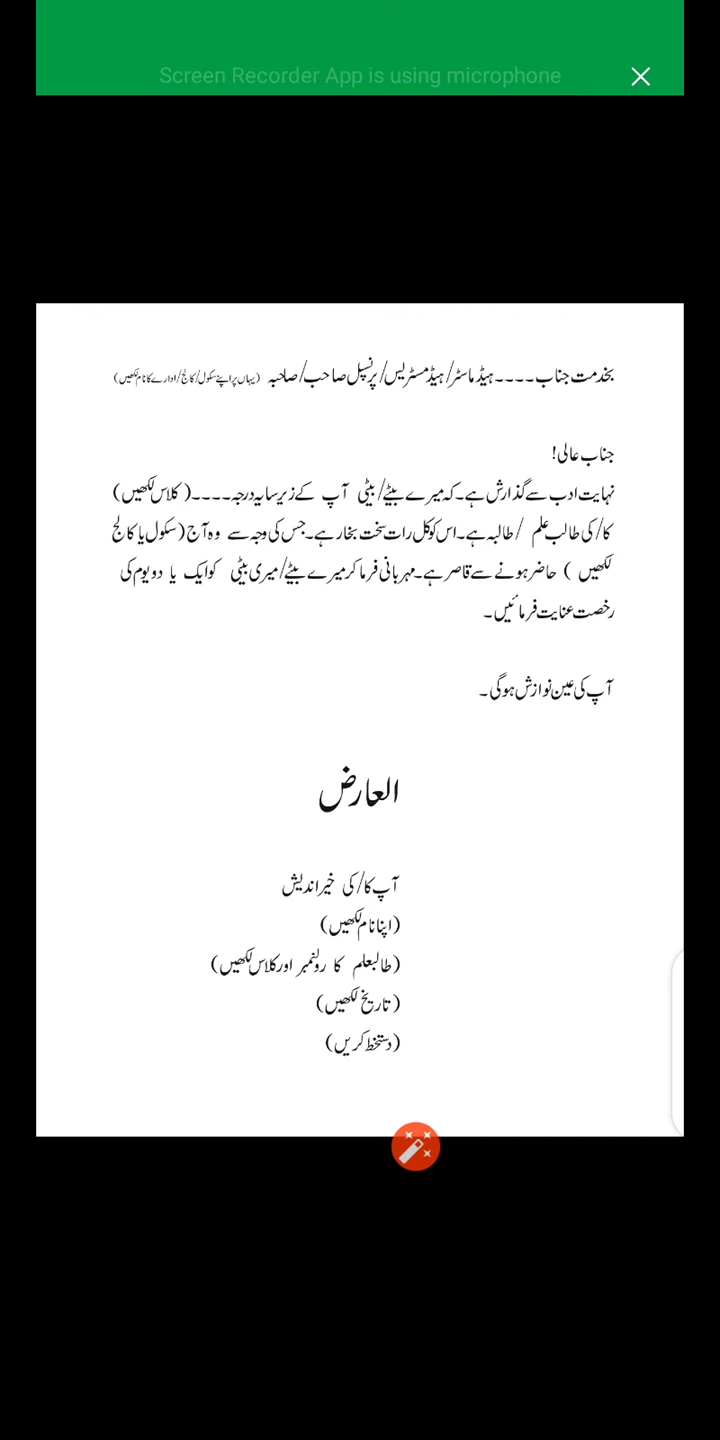 Screen Recorder App is using microphone
بخدمت جناب۔۔۔۔ہیڈ ماسٹر/ہیڈمسٹریس/پرنسپل صاحب/صاحبہ (یہاں پر اپنے سکول/کالج/ادارے کا نام لکھیں)
جناب عالی!
نہایت ادب سے گذارش ہے۔کہ میرے بیٹے/بیٹی آپ کے زیر سایہ درجہ۔۔۔۔(کلاس لکھیں)
کا/کی طالب علم /طالبہ ہے۔اس کو کل رات سخت بخار ہے۔جس کی وجہ سے وہ آج (سکول یا کالج
لکھیں ) حاضر ہونے سے قاصر ہے۔مہربانی فرما کر میرے بیٹے/میری بیٹی کو ایک یا دو یوم کی
رخصت عنایت فرمائیں۔
آپ کی عین نوازش ہوگی۔
العارض
آپ کا/کی خیراندیش
(اپنا نام لکھیں)
(طالبعلم کا رولنمبر اور کلاس لکھیں)
(تاریخ لکھیں)
(دستخط کریں)